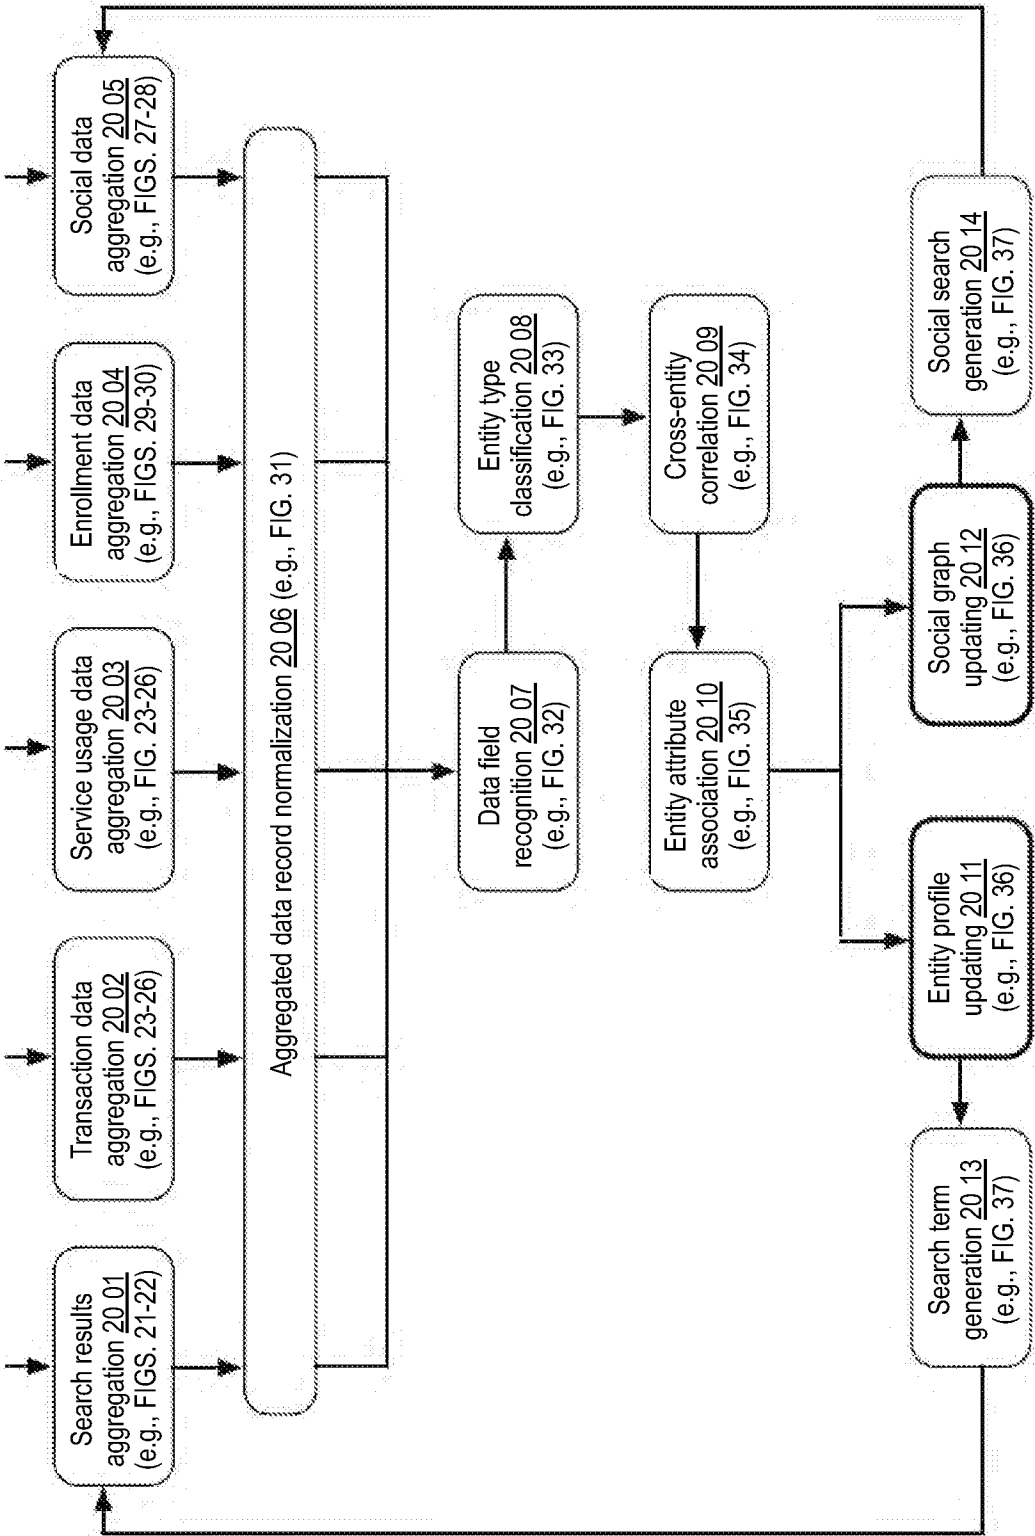 Search results
aggregation 20 01
(e.g., FIGS. 21-22)
Transaction data
aggregation 20 02
(e.g., FIGS. 23-26)
Service usage data
aggregation 20 03
(e.g., FIG. 23-26)
Enrollment data
aggregation 20 04
(e.g., FIGS. 29-30)
Social data
aggregation 20 05
(e.g., FIGS. 27-28)
Aggregated data record normalization 20 06 (e.g., FIG. 31)
Data field
recognition 20 07
(e.g., FIG. 32)
Entity type
classification 20 08
(e.g., FIG. 33)
Entity attribute
association 20 10
(e.g., FIG. 35)
Cross-entity
correlation 20 09
(e.g., FIG. 34)
Search term
generation 20 13
(e.g., FIG. 37)
Entity profile
updating 20 11
(e.g., FIG. 36)
Social graph
updating 20 12
(e.g., FIG. 36)
Social search
generation 20 14
(e.g., FIG. 37)